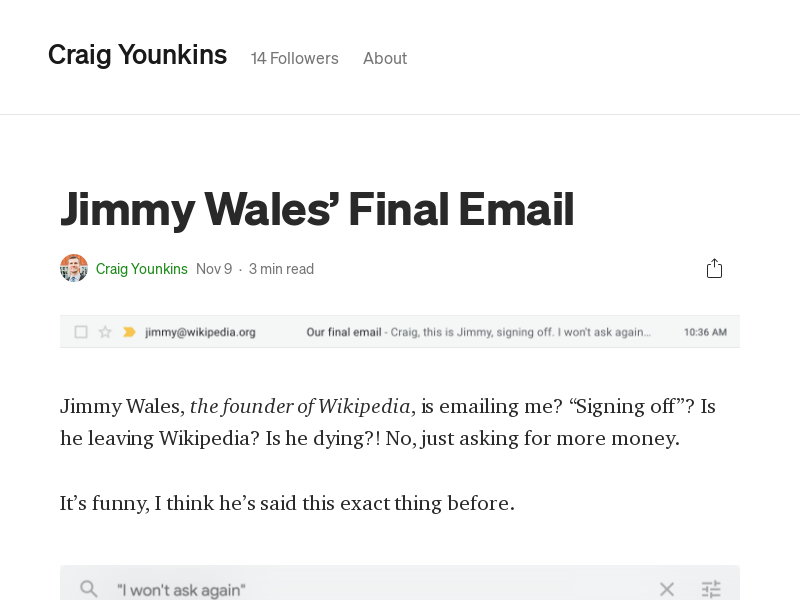 Craig Younkins 14 Followers About
Jimmy Wales’ Final Email
Craig Younkins Nov 9 · 3 min read
jimmy@wikipedia.org Our final email - Craig, this is Jimmy, signing off. I won't ask again... 10:36 AM
Jimmy Wales, the founder of Wikipedia, is emailing me? “Signing off”? Is
he leaving Wikipedia? Is he dying?! No, just asking for more money.
It’s funny, I think he’s said this exact thing before.
"I won't ask again"